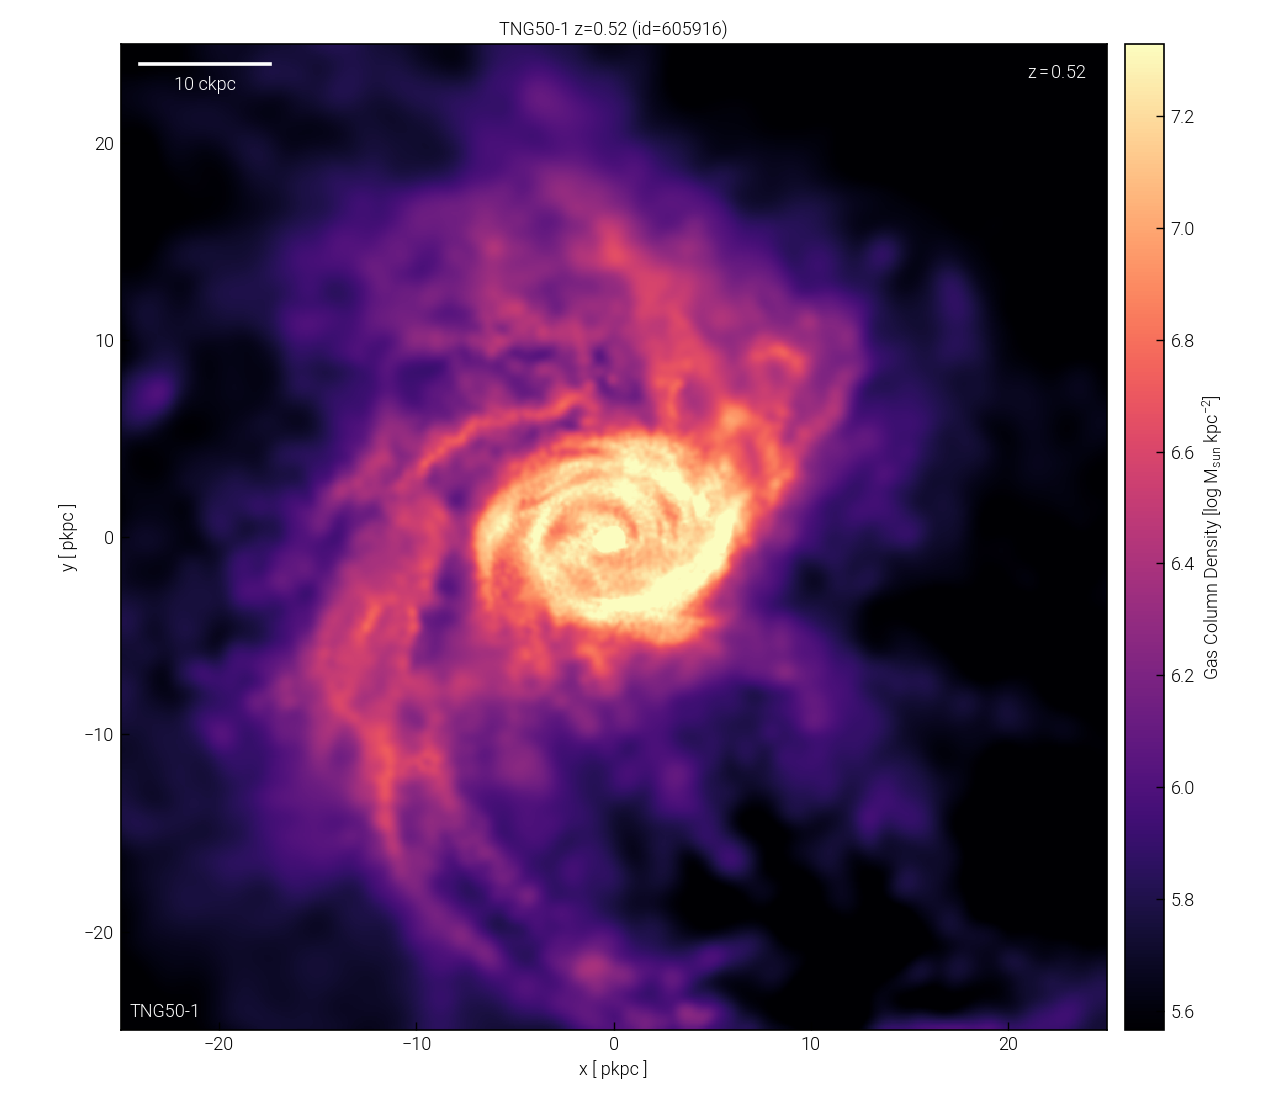 TNG50-1 z=0.52 (id=605916)
10 ckpc
z=0.52
TNG50-1
20
10
0
−10
−20
y [ pkpc ]
−20
−10
0
10
20
x [ pkpc ]
7.2
7.0
6.8
6.6
6.4
6.2
6.0
5.8
5.6
Gas Column Density [log M_sun kpc⁻²]